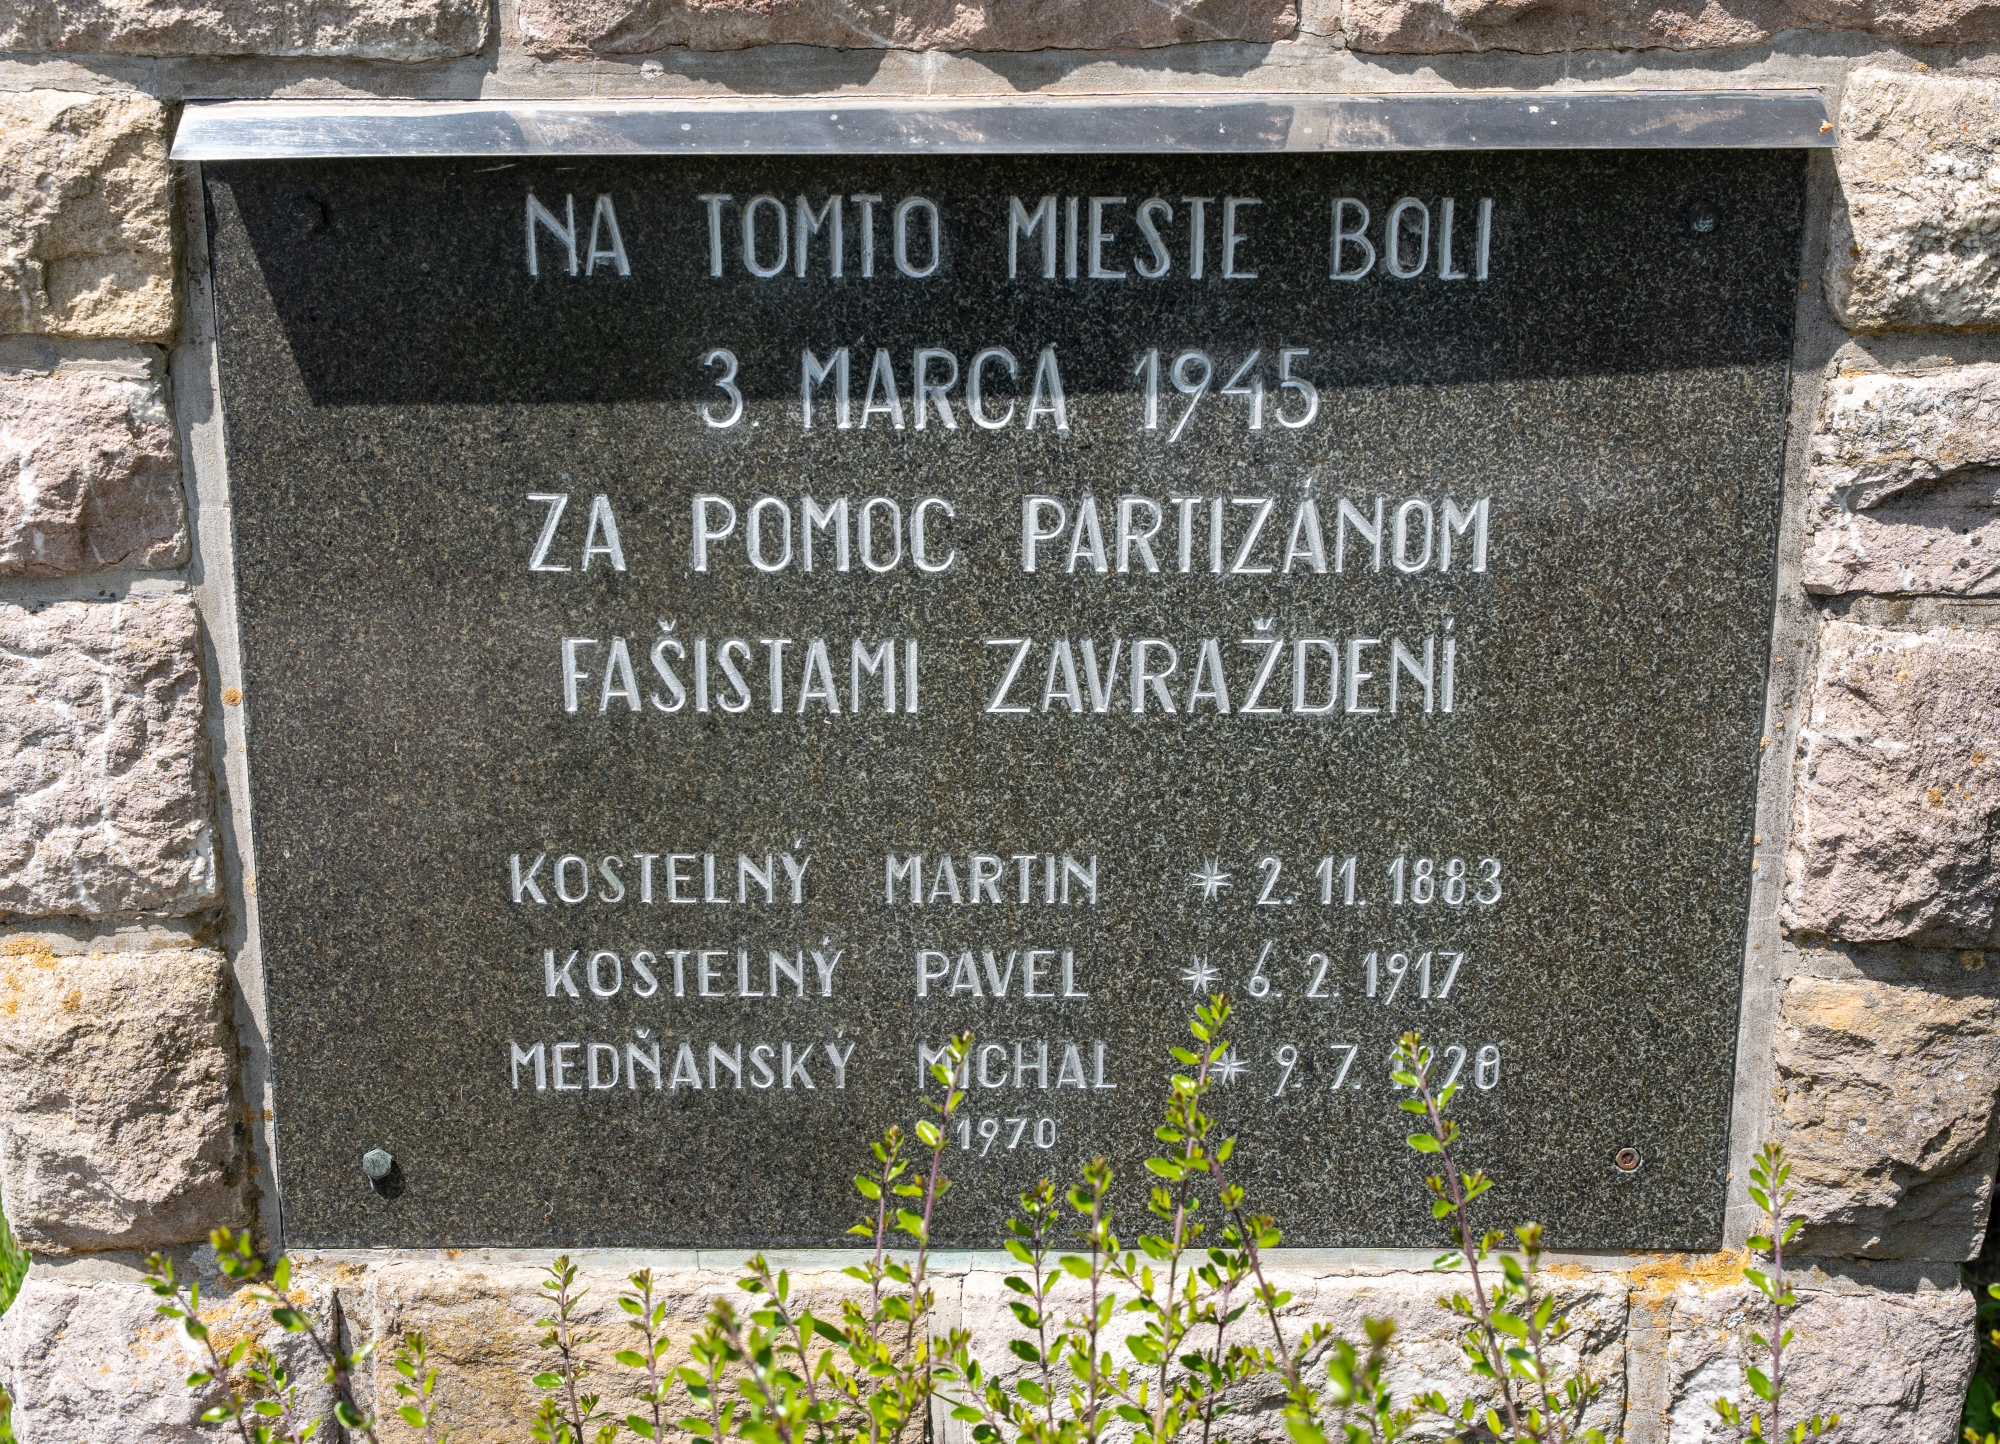 NA TOMTO MIESTE BOLI
3. MARCA 1945
ZA POMOC PARTIZÁNOM
FAŠISTAMI ZAVRAŽDENÍ
KOSTELNÝ MARTIN * 2. 11. 1883
KOSTELNÝ PAVEL * 6. 2. 1917
MEDŇANSKÝ MICHAL * 9. 7.
1970